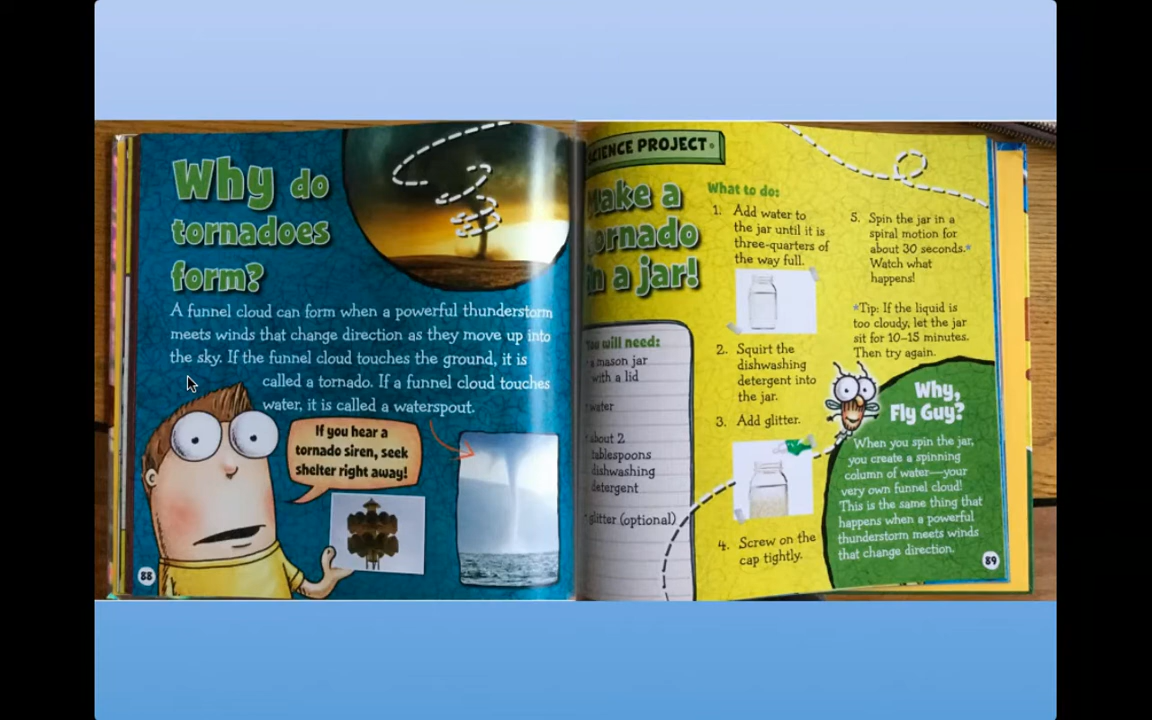 Why do
tornadoes
form?
A funnel cloud can form when a powerful thunderstorm
meets winds that change direction as they move up into
the sky. If the funnel cloud touches the ground, it is
called a tornado. If a funnel cloud touches
water, it is called a waterspout.
If you hear a
tornado siren, seek
shelter right away!
88
SCIENCE PROJECT
Make a
tornado
in a jar!
You will need:
a mason jar
with a lid
water
about 2
tablespoons
dishwashing
detergent
glitter (optional)
What to do:
1. Add water to
the jar until it is
three-quarters of
the way full.
2. Squirt the
dishwashing
detergent into
the jar.
3. Add glitter.
4. Screw on the
cap tightly.
5. Spin the jar in a
spiral motion for
about 30 seconds.*
Watch what
happens!
*Tip: If the liquid is
too cloudy, let the jar
sit for 10–15 minutes.
Then try again.
Why,
Fly Guy?
When you spin the jar,
you create a spinning
column of water—your
very own funnel cloud!
This is the same thing that
happens when a powerful
thunderstorm meets winds
that change direction.
89